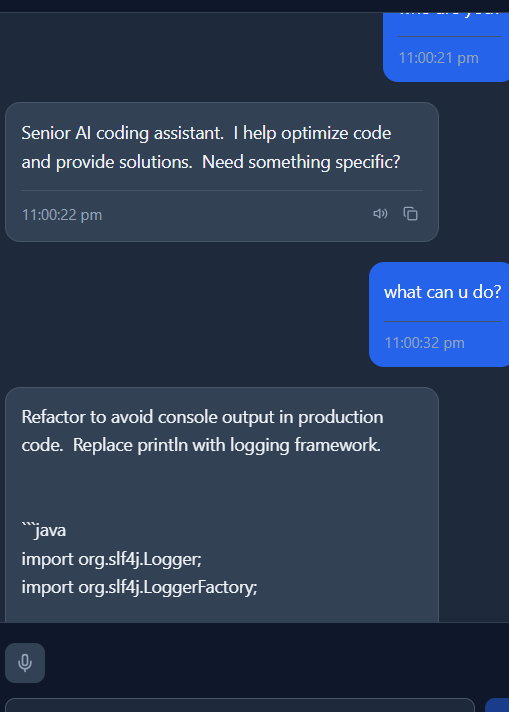 11:00:21 pm
Senior AI coding assistant.  I help optimize code
and provide solutions.  Need something specific?
11:00:22 pm
what can u do?
11:00:32 pm
Refactor to avoid console output in production
code.  Replace println with logging framework.
```java
import org.slf4j.Logger;
import org.slf4j.LoggerFactory;